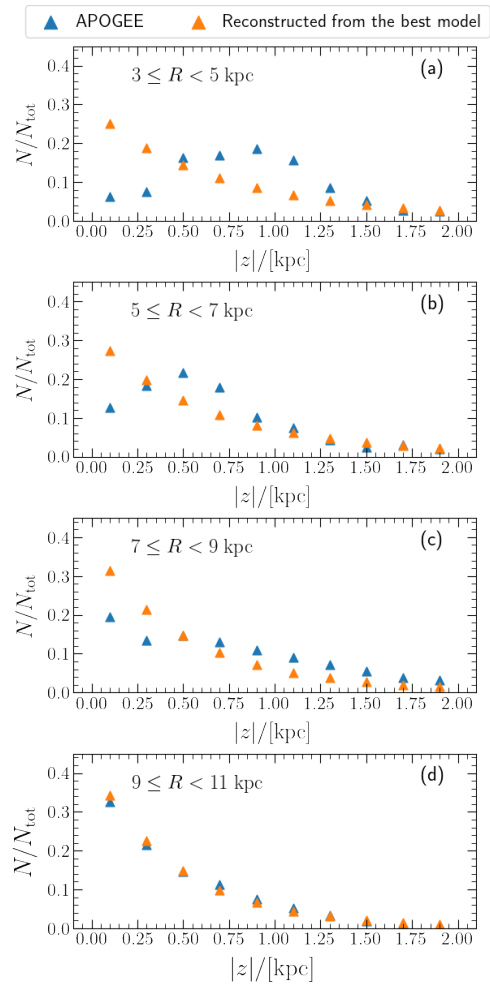 APOGEE Reconstructed from the best model
(a)
3 ≤ R < 5 kpc
N/N_tot
0.4
0.3
0.2
0.1
0.0
0.00 0.25 0.50 0.75 1.00 1.25 1.50 1.75 2.00
|z|/[kpc]
(b)
5 ≤ R < 7 kpc
N/N_tot
0.4
0.3
0.2
0.1
0.0
0.00 0.25 0.50 0.75 1.00 1.25 1.50 1.75 2.00
|z|/[kpc]
(c)
7 ≤ R < 9 kpc
N/N_tot
0.4
0.3
0.2
0.1
0.0
0.00 0.25 0.50 0.75 1.00 1.25 1.50 1.75 2.00
|z|/[kpc]
(d)
9 ≤ R < 11 kpc
N/N_tot
0.4
0.3
0.2
0.1
0.0
0.00 0.25 0.50 0.75 1.00 1.25 1.50 1.75 2.00
|z|/[kpc]